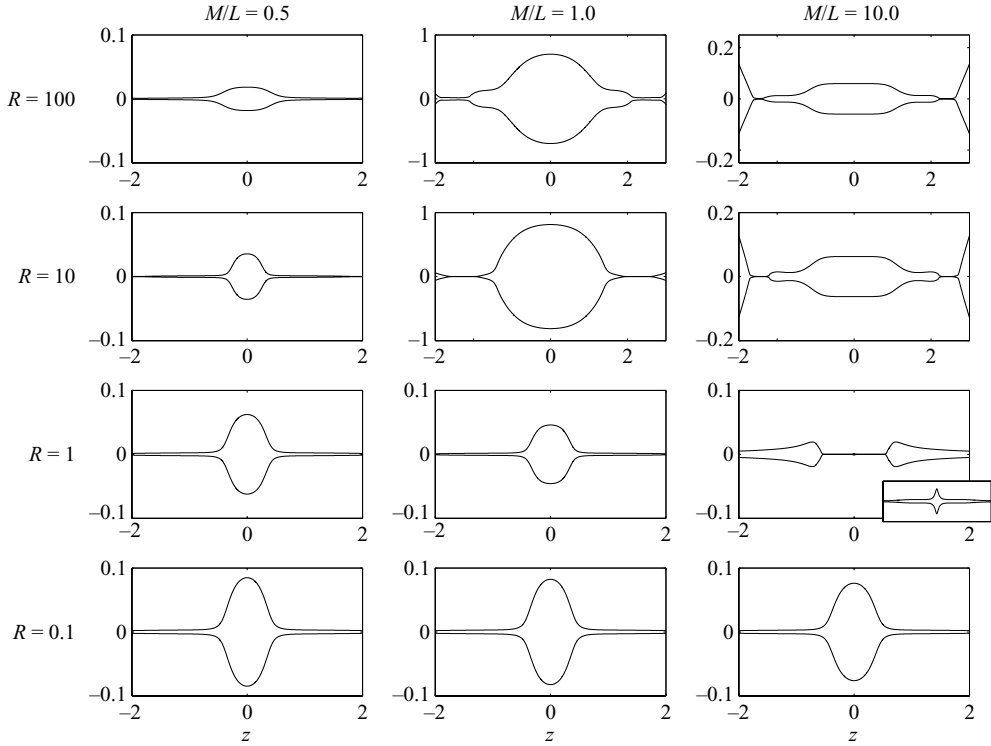 M/L = 0.5 M/L = 1.0 M/L = 10.0
R = 100
0.1 0 –0.1 –2 0 2
1 0 –1 –2 0 2
0.2 0 –0.2 –2 0 2
R = 10
0.1 0 –0.1 –2 0 2
1 0 –1 –2 0 2
0.2 0 –0.2 –2 0 2
R = 1
0.1 0 –0.1 –2 0 2
0.1 0 –0.1 –2 0 2
0.1 0 –0.1 –2 0 2
R = 0.1
0.1 0 –0.1 –2 0 2
0.1 0 –0.1 –2 0 2
0.1 0 –0.1 –2 0 2
z z z